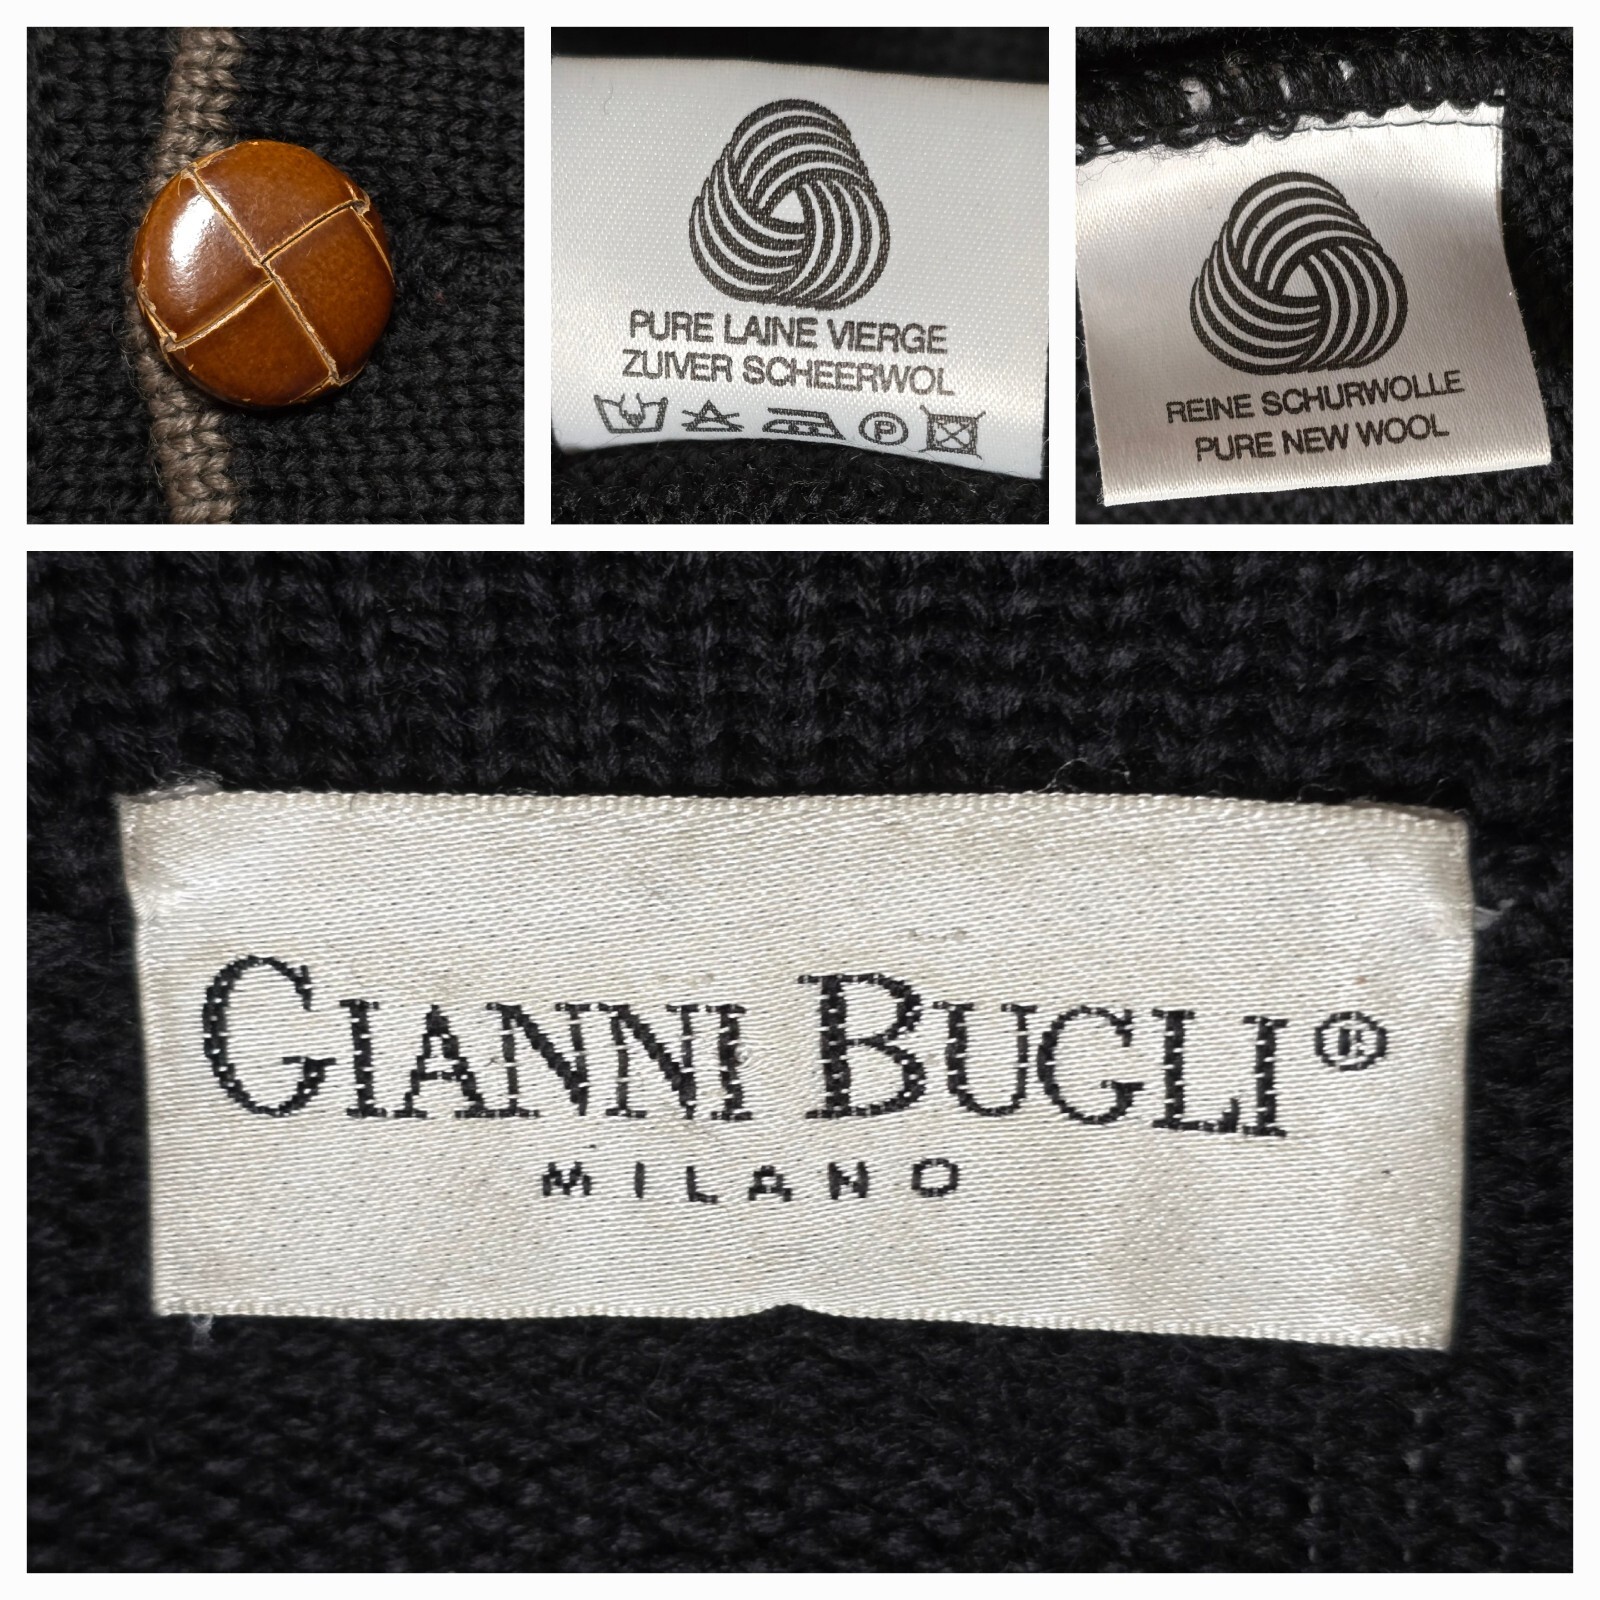 PURE LAINE VIERGE
ZUIVER SCHEERWOL
P
REINE SCHURWOLLE
PURE NEW WOOL
GIANNI BUGLI®
MILANO